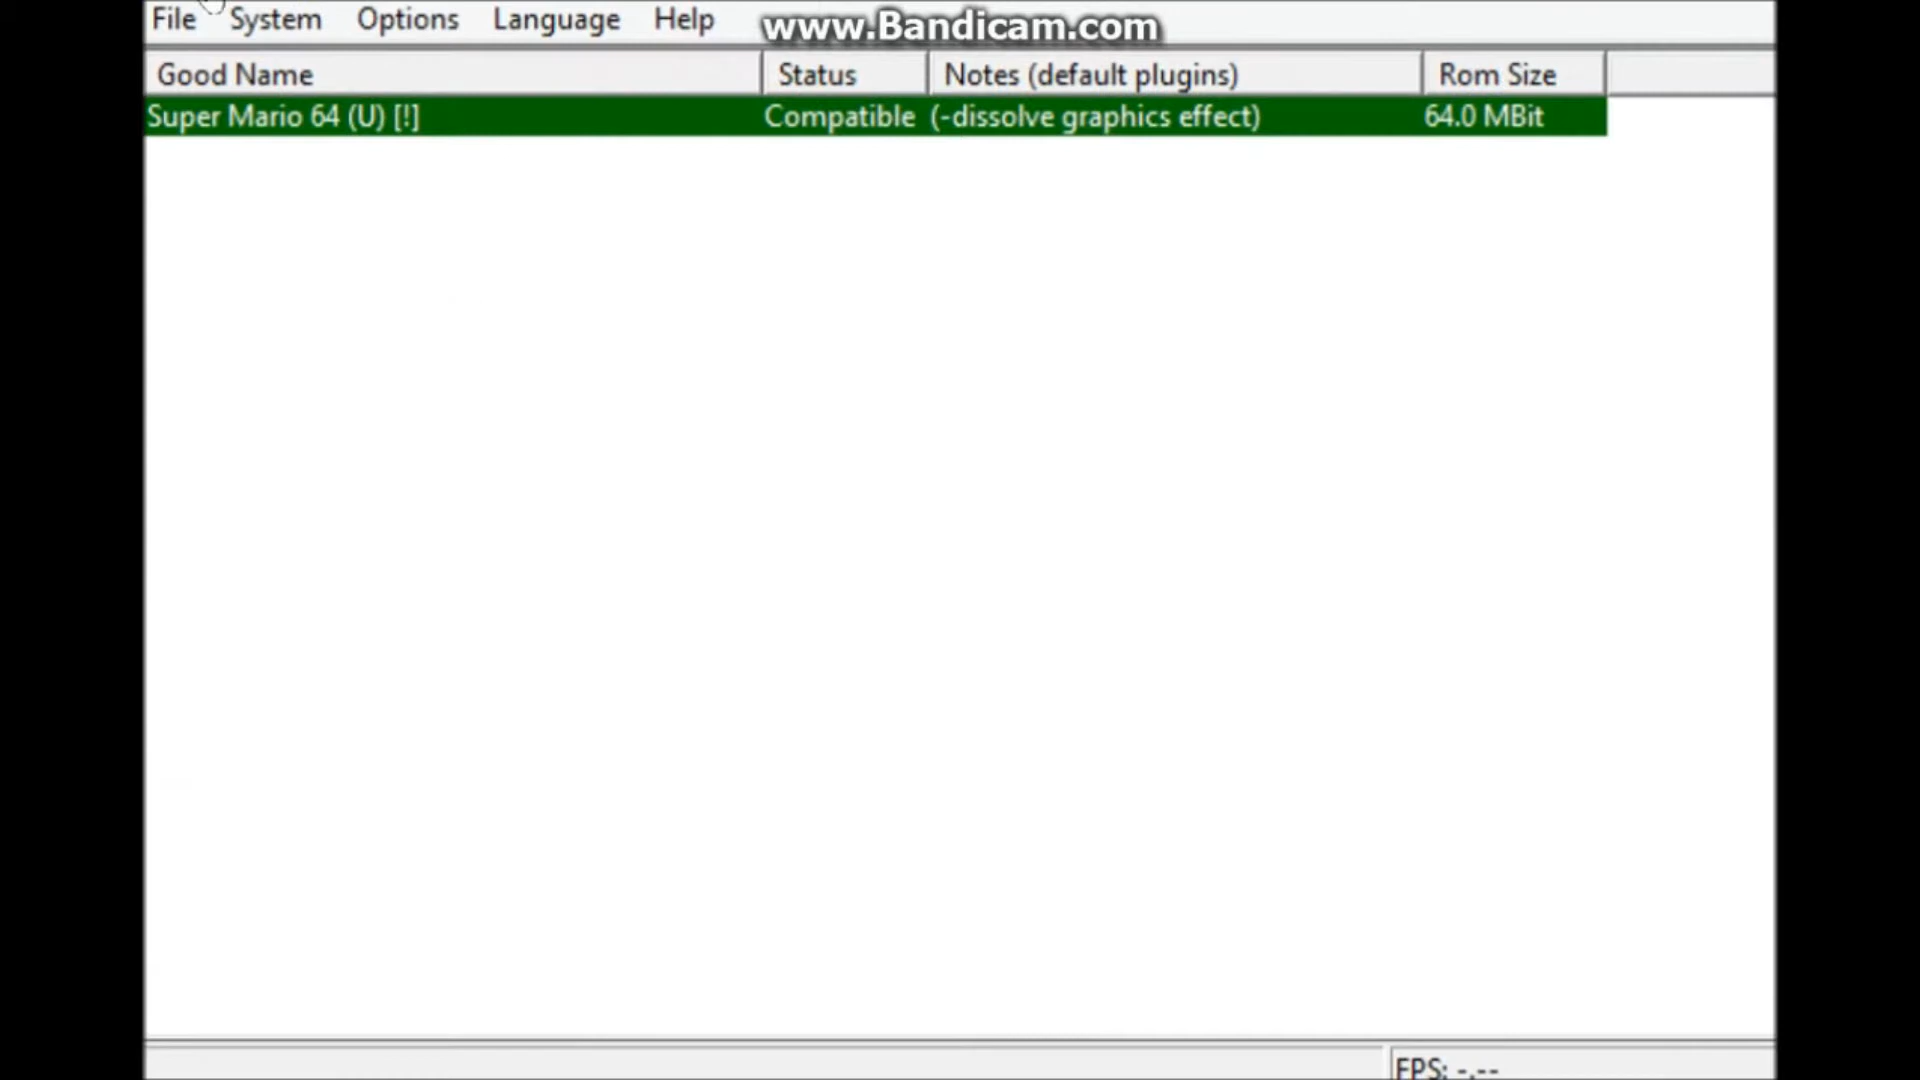 File System Options Language Help www.Bandicam.com
Good Name Status Notes (default plugins) Rom Size
Super Mario 64 (U) [!] Compatible (-dissolve graphics effect) 64.0 MBit
FPS: -.--